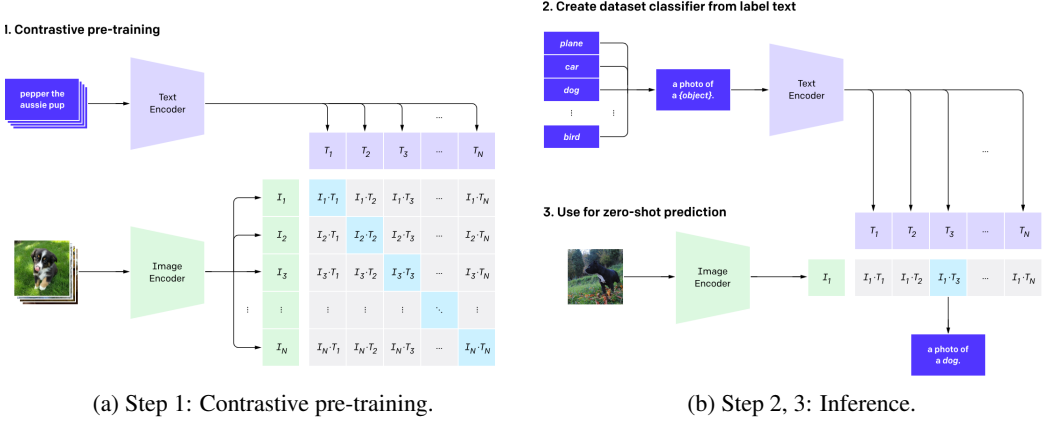 1. Contrastive pre-training
pepper the
aussie pup
Text
Encoder
...
T1 T2 T3 ... TN
I1 I1·T1 I1·T2 I1·T3 ... I1·TN
I2 I2·T1 I2·T2 I2·T3 ... I2·TN
I3 I3·T1 I3·T2 I3·T3 ... I3·TN
⋮ ⋮ ⋮ ⋮ ⋮ ⋱ ⋮
IN IN·T1 IN·T2 IN·T3 ... IN·TN
Image
Encoder
(a) Step 1: Contrastive pre-training.
2. Create dataset classifier from label text
plane
car
dog
⋮ ⋮
bird
a photo of
a {object}.
Text
Encoder
...
3. Use for zero-shot prediction
T1 T2 T3 ... TN
Image
Encoder
I1 I1·T1 I1·T2 I1·T3 ... I1·TN
a photo of
a dog.
(b) Step 2, 3: Inference.